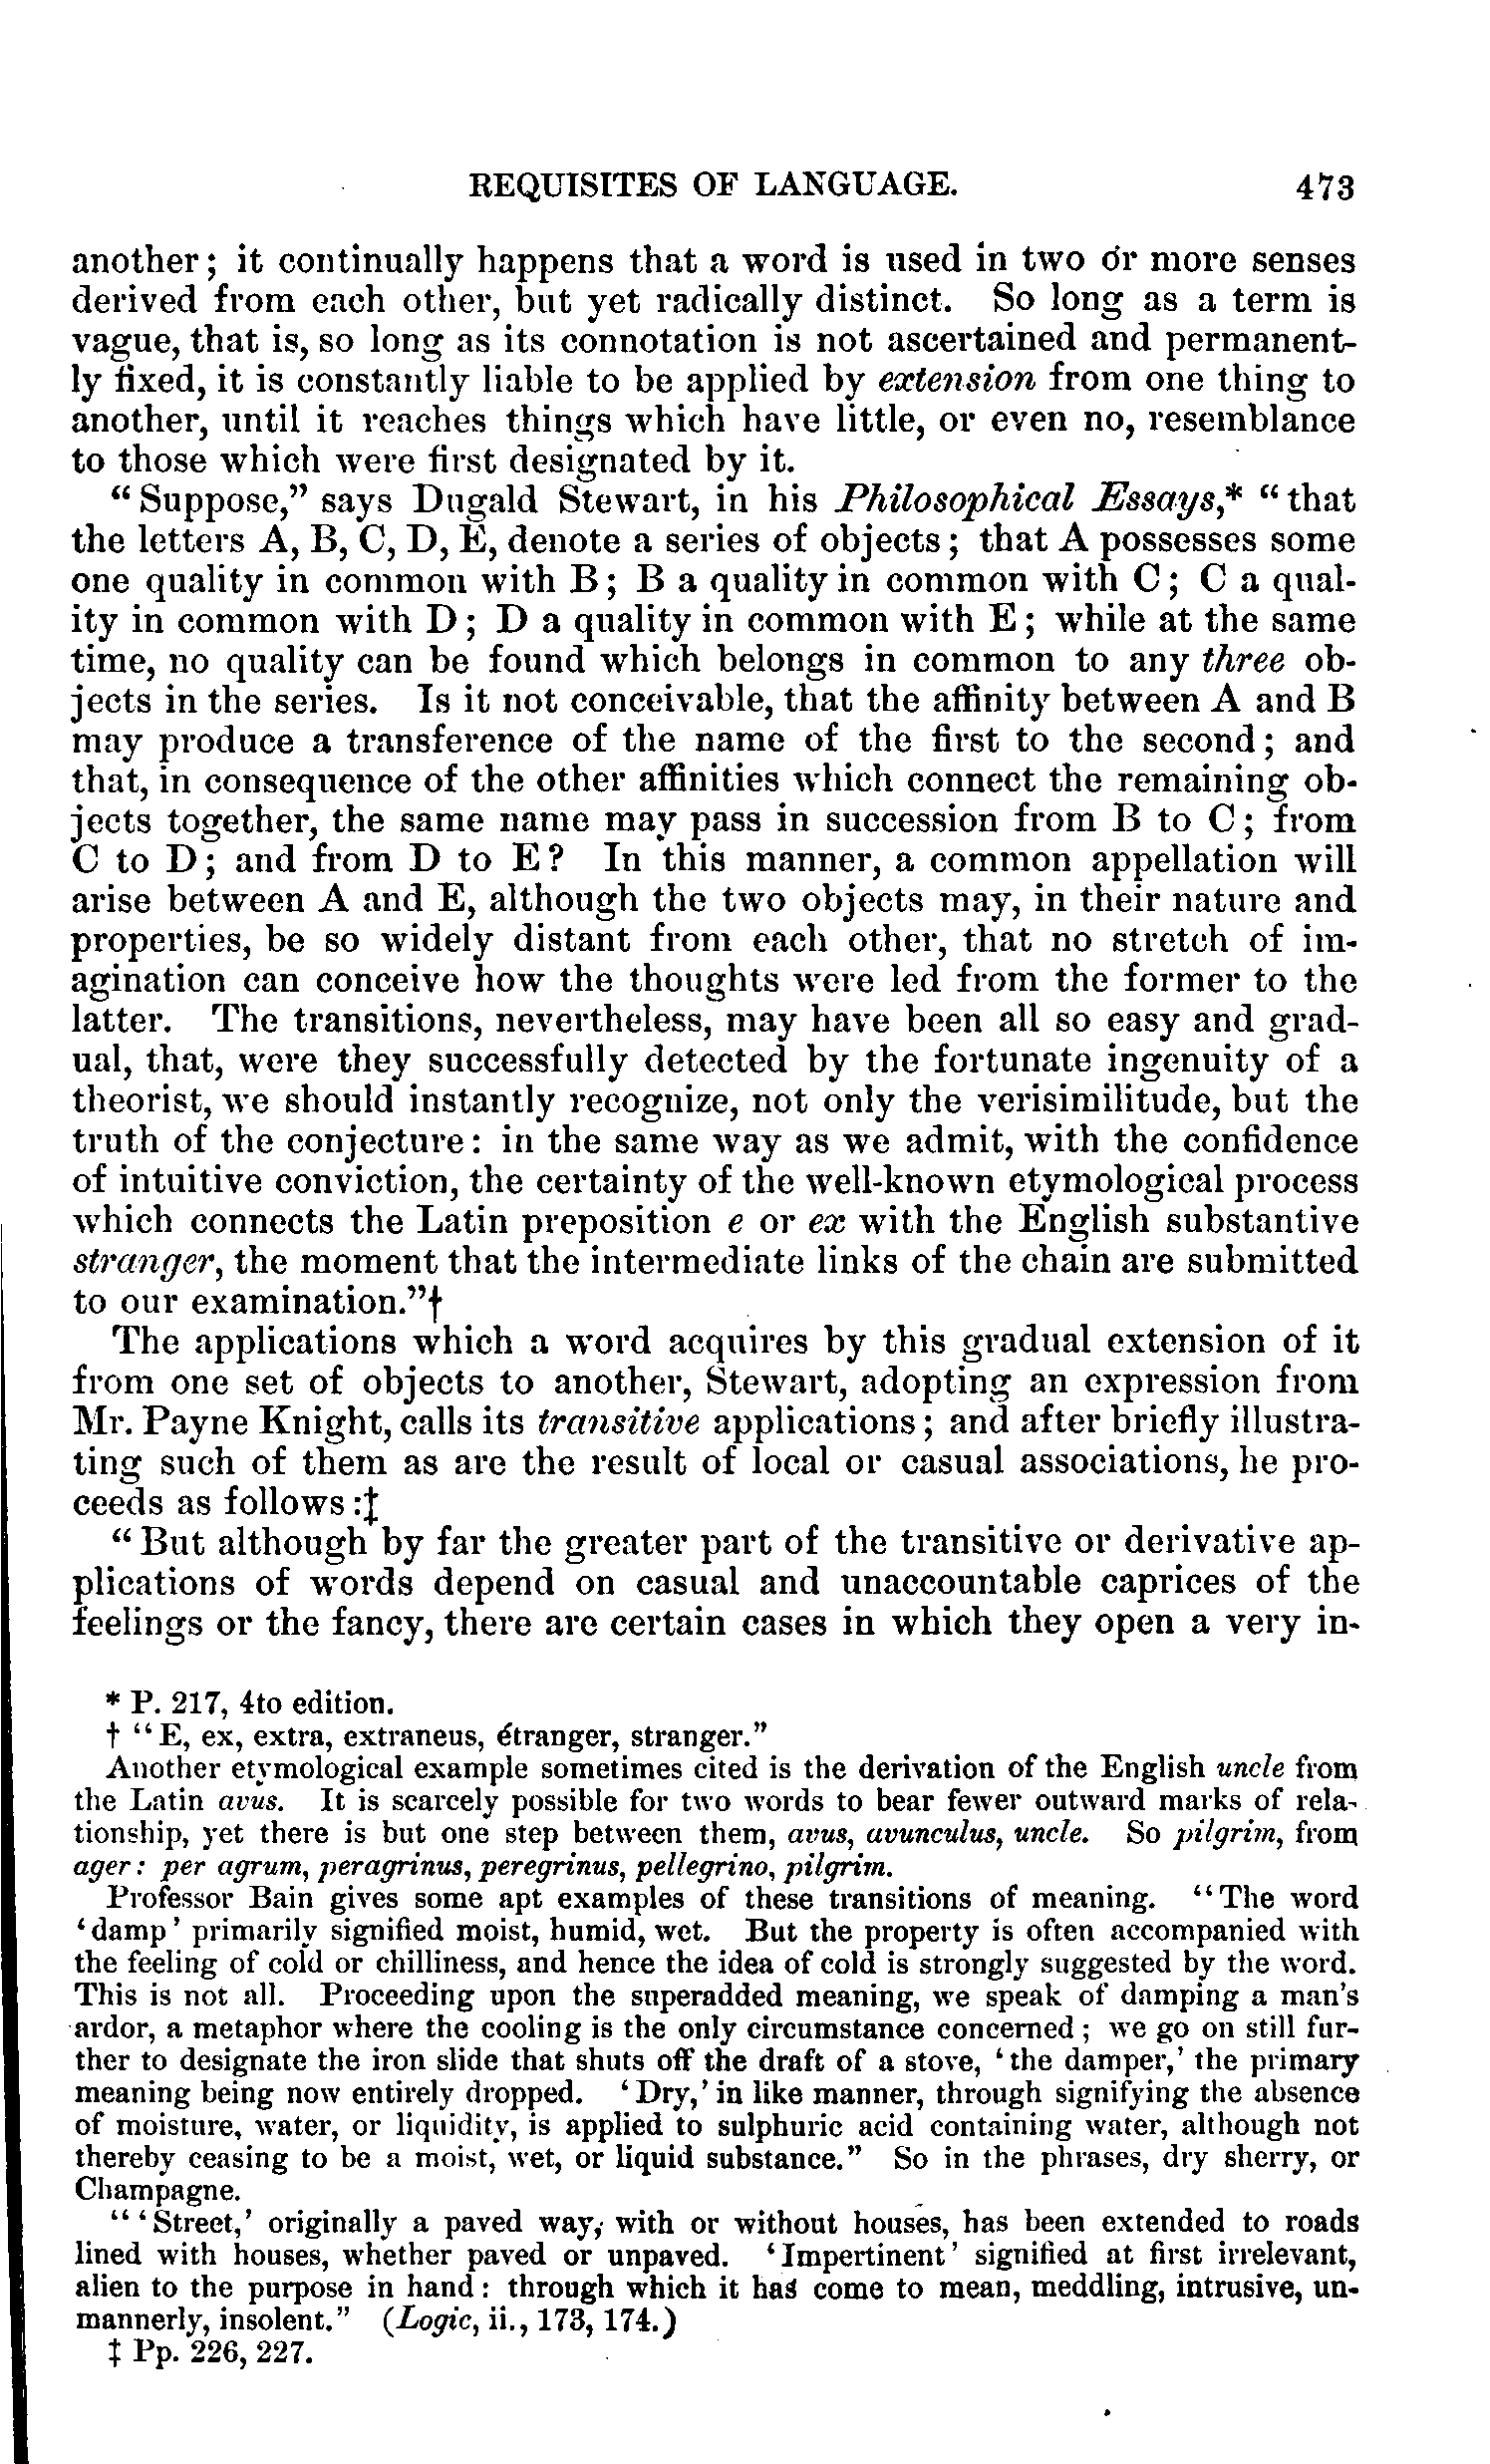 REQUISITES OF LANGUAGE. 473
another; it continually happens that a word is used in two or more senses
derived from each other, but yet radically distinct. So long as a term is
vague, that is, so long as its connotation is not ascertained and permanent-
ly fixed, it is constantly liable to be applied by extension from one thing to
another, until it reaches things which have little, or even no, resemblance
to those which were first designated by it.
“Suppose,” says Dugald Stewart, in his Philosophical Essays,* “that
the letters A, B, C, D, E, denote a series of objects; that A possesses some
one quality in common with B; B a quality in common with C; C a qual-
ity in common with D; D a quality in common with E; while at the same
time, no quality can be found which belongs in common to any three ob-
jects in the series. Is it not conceivable, that the affinity between A and B
may produce a transference of the name of the first to the second; and
that, in consequence of the other affinities which connect the remaining ob-
jects together, the same name may pass in succession from B to C; from
C to D; and from D to E? In this manner, a common appellation will
arise between A and E, although the two objects may, in their nature and
properties, be so widely distant from each other, that no stretch of im-
agination can conceive how the thoughts were led from the former to the
latter. The transitions, nevertheless, may have been all so easy and grad-
ual, that, were they successfully detected by the fortunate ingenuity of a
theorist, we should instantly recognize, not only the verisimilitude, but the
truth of the conjecture: in the same way as we admit, with the confidence
of intuitive conviction, the certainty of the well-known etymological process
which connects the Latin preposition e or ex with the English substantive
stranger, the moment that the intermediate links of the chain are submitted
to our examination.”†
The applications which a word acquires by this gradual extension of it
from one set of objects to another, Stewart, adopting an expression from
Mr. Payne Knight, calls its transitive applications; and after briefly illustra-
ting such of them as are the result of local or casual associations, he pro-
ceeds as follows:‡
“But although by far the greater part of the transitive or derivative ap-
plications of words depend on casual and unaccountable caprices of the
feelings or the fancy, there are certain cases in which they open a very in-
* P. 217, 4to edition.
† “E, ex, extra, extraneus, étranger, stranger.”
Another etymological example sometimes cited is the derivation of the English uncle from
the Latin avus. It is scarcely possible for two words to bear fewer outward marks of rela-
tionship, yet there is but one step between them, avus, avunculus, uncle. So pilgrim, from
ager: per agrum, peragrinus, peregrinus, pellegrino, pilgrim.
Professor Bain gives some apt examples of these transitions of meaning. “The word
‘damp’ primarily signified moist, humid, wet. But the property is often accompanied with
the feeling of cold or chilliness, and hence the idea of cold is strongly suggested by the word.
This is not all. Proceeding upon the superadded meaning, we speak of damping a man’s
ardor, a metaphor where the cooling is the only circumstance concerned; we go on still fur-
ther to designate the iron slide that shuts off the draft of a stove, ‘the damper,’ the primary
meaning being now entirely dropped. ‘Dry,’ in like manner, through signifying the absence
of moisture, water, or liquidity, is applied to sulphuric acid containing water, although not
thereby ceasing to be a moist, wet, or liquid substance.” So in the phrases, dry sherry, or
Champagne.
“‘Street,’ originally a paved way, with or without houses, has been extended to roads
lined with houses, whether paved or unpaved. ‘Impertinent’ signified at first irrelevant,
alien to the purpose in hand: through which it has come to mean, meddling, intrusive, un-
mannerly, insolent.” (Logic, ii., 173, 174.)
‡ Pp. 226, 227.